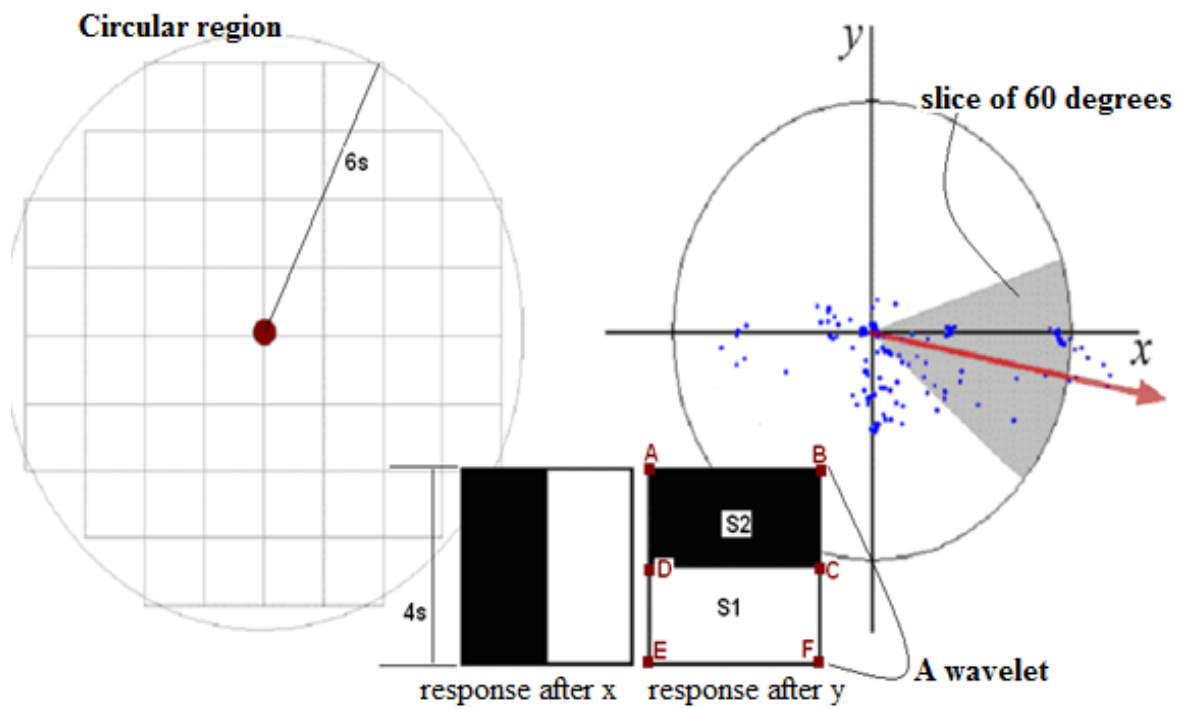 Circular region
6s
y
slice of 60 degrees
x
A
B
S2
D
C
S1
4s
E
F
response after x
response after y
A wavelet